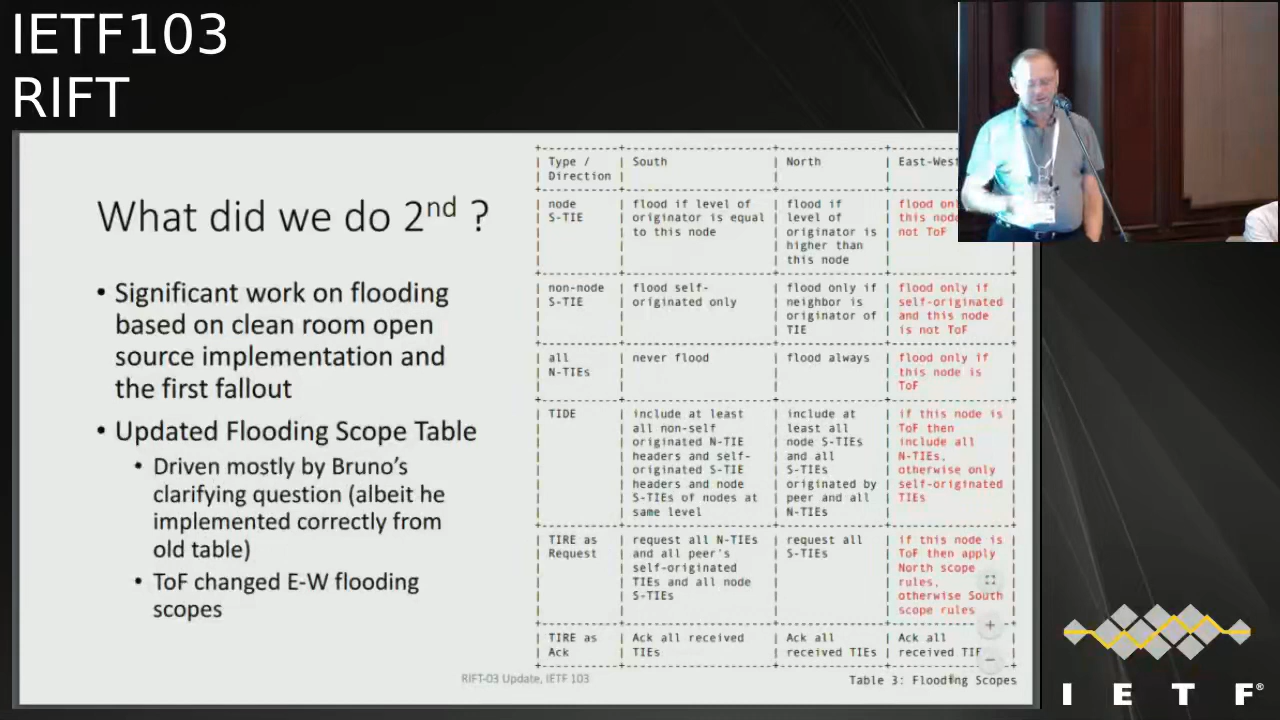 IETF103
RIFT
What did we do 2nd ?
• Significant work on flooding
based on clean room open
source implementation and
the first fallout
• Updated Flooding Scope Table
• Driven mostly by Bruno's
clarifying question (albeit he
implemented correctly from
old table)
• ToF changed E-W flooding
scopes
Type / | South | North | East-West
Direction
node | flood if level of | flood if | flood only
S-TIE | originator is equal | level of | this node
to this node | originator is | not ToF
higher than
this node
non-node | flood self- | flood only if | flood only if
S-TIE | originated only | neighbor is | self-originated
originator of | and this node
TIE | is not ToF
all | never flood | flood always | flood only if
N-TIEs | this node is
ToF
TIDE | include at least | include at | if this node is
all non-self | least all | ToF then
originated N-TIE | node S-TIEs | include all
headers and self- | and all | N-TIEs,
originated S-TIE | S-TIEs | otherwise only
headers and node | originated by | self-originated
S-TIEs of nodes at | peer and all | TIEs
same level | N-TIEs
TIRE as | request all N-TIEs | request all | if this node is
Request | and all peer's | S-TIEs | ToF then apply
self-originated | North scope
TIEs and all node | rules,
S-TIEs | otherwise South
scope rules
TIRE as | Ack all received | Ack all | Ack all
Ack | TIEs | received TIEs | received TIE
RIFT-03 Update, IETF 103
Table 3: Flooding Scopes
I E T F®